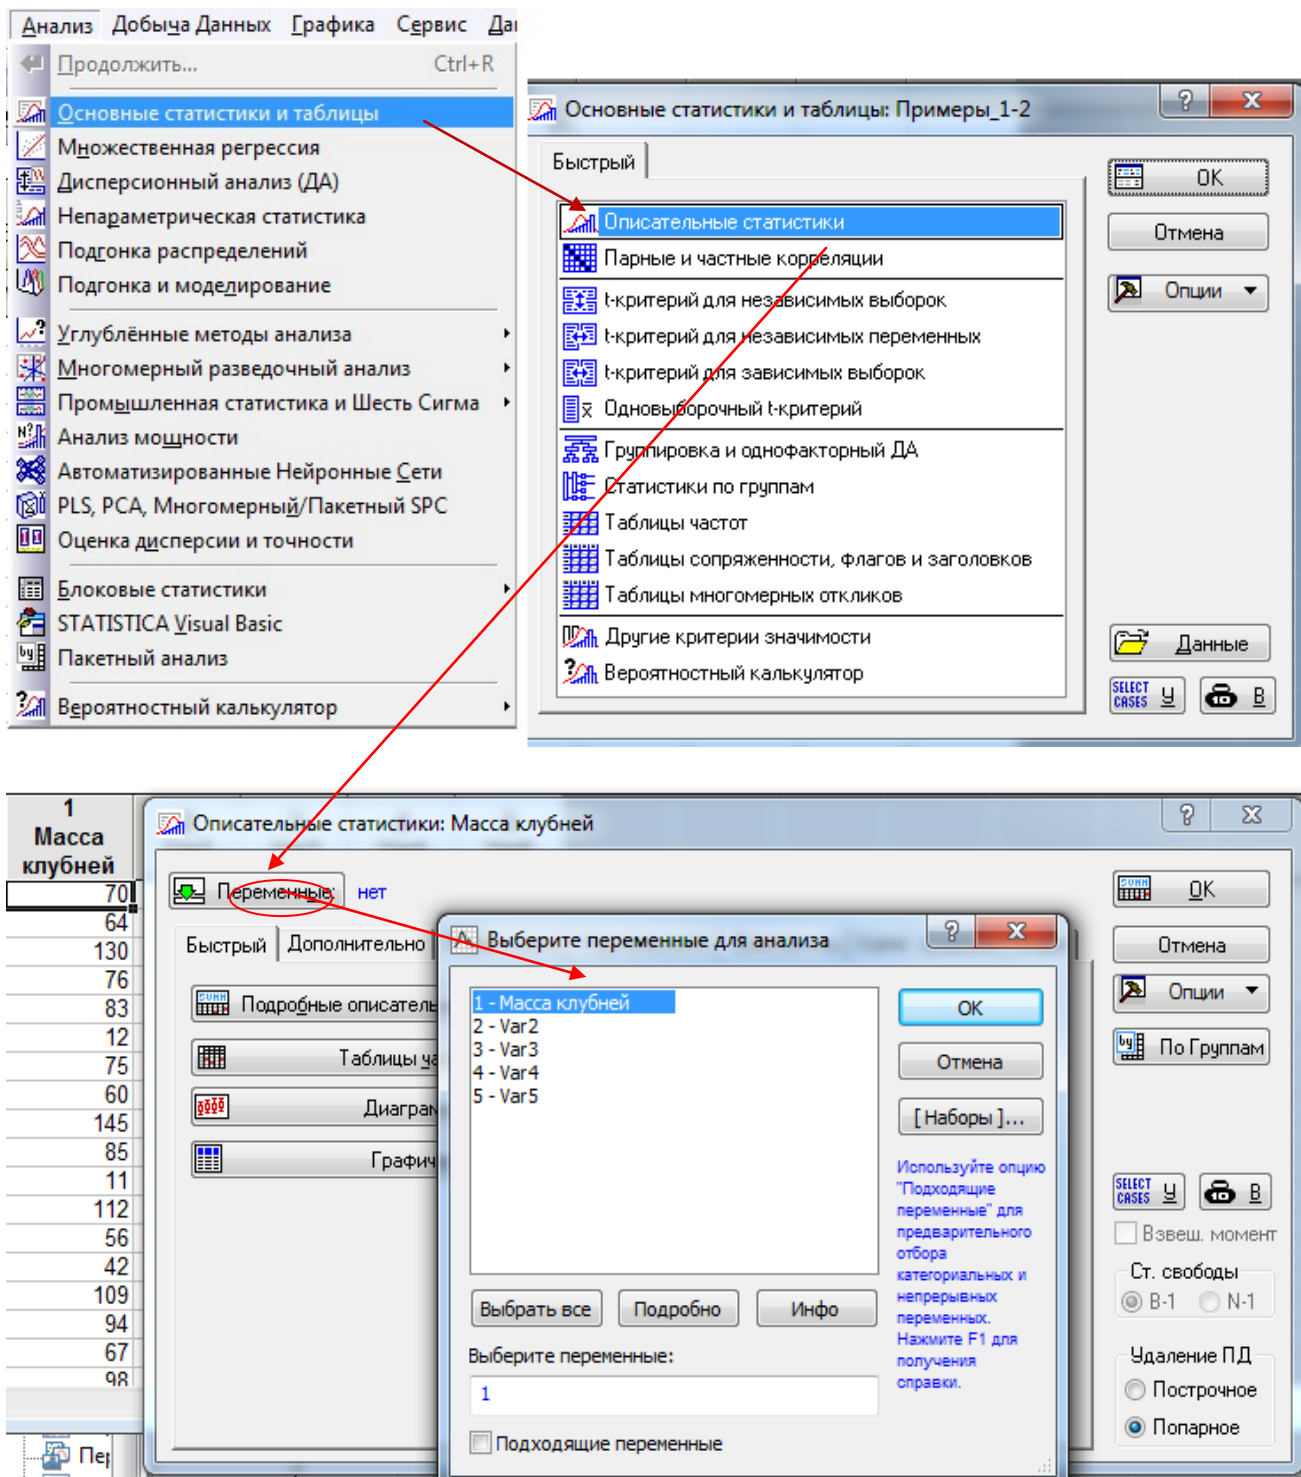 Анализ Добыча Данных Графика Сервис
Продолжить... Ctrl+R
Основные статистики и таблицы
Множественная регрессия
Дисперсионный анализ (ДА)
Непараметрическая статистика
Подгонка распределений
Подгонка и моделирование
Углублённые методы анализа
Многомерный разведочный анализ
Промышленная статистика и Шесть Сигма
Анализ мощности
Автоматизированные Нейронные Сети
PLS, PCA, Многомерный/Пакетный SPC
Оценка дисперсии и точности
Блоковые статистики
STATISTICA Visual Basic
Пакетный анализ
Вероятностный калькулятор
Основные статистики и таблицы: Примеры_1-2
Быстрый
Описательные статистики
Парные и частные корреляции
t-критерий для независимых выборок
t-критерий для независимых переменных
t-критерий для зависимых выборок
Одновыборочный t-критерий
Группировка и однофакторный ДА
Статистики по группам
Таблицы частот
Таблицы сопряженности, флагов и заголовков
Таблицы многомерных откликов
Другие критерии значимости
Вероятностный калькулятор
OK
Отмена
Опции
Данные
SELECT CASES У В
1
Масса
клубней
70
64
130
76
83
12
75
60
145
85
11
112
56
42
109
94
67
98
Описательные статистики: Масса клубней
Переменные: нет
Быстрый Дополнительно
Подробные описатель
Таблицы ча
Диаграм
Графич
Выберите переменные для анализа
1 - Масса клубней
2 - Var2
3 - Var3
4 - Var4
5 - Var5
OK
Отмена
[ Наборы ]...
Используйте опцию
"Подходящие
переменные" для
предварительного
отбора
категориальных и
непрерывных
переменных.
Нажмите F1 для
получения
справки.
Выбрать все Подробно Инфо
Выберите переменные:
1
Подходящие переменные
OK
Отмена
Опции
По Группам
SELECT CASES У В
Взвеш. момент
Ст. свободы
В-1 N-1
Удаление ПД
Построчное
Попарное